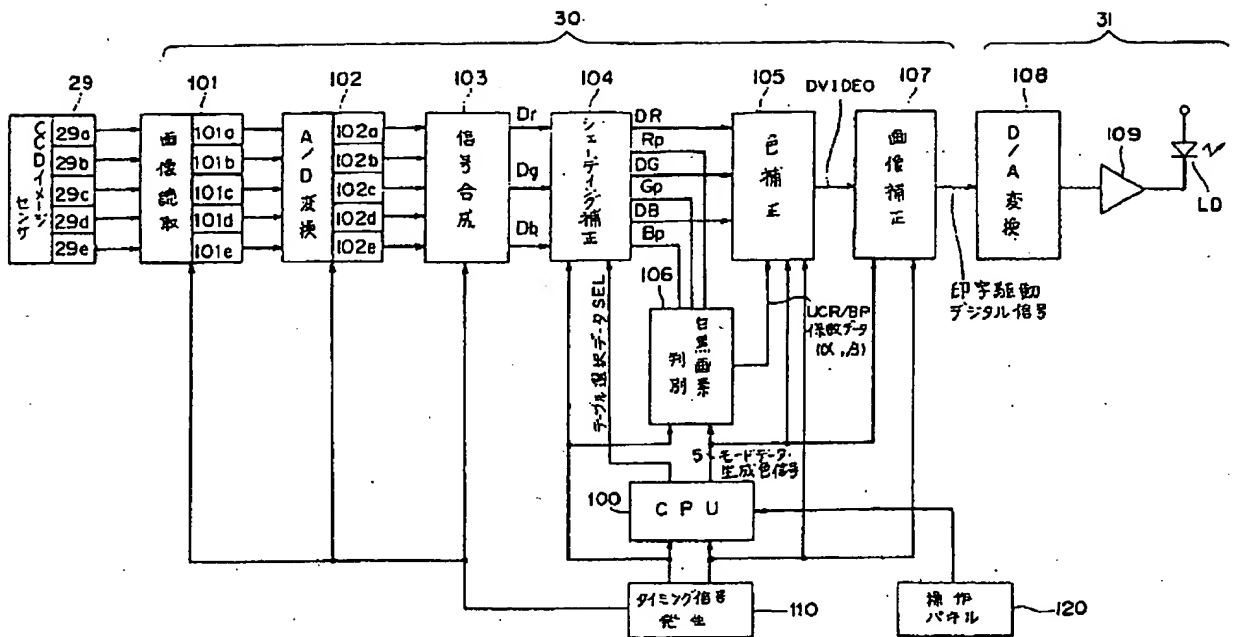 30
31
29
101
102
103
104
105
DVIDEO
107
108
CCDイメージ
センサ
29a
29b
29c
29d
29e
画像読取
101a
101b
101c
101d
101e
A/D変換
102a
102b
102c
102d
102e
信号合成
Dr
Dg
Db
シェーディング補正
DR
Rp
DG
Gp
DB
Bp
色補正
画像補正
D/A変換
109
LD
印字駆動
デジタル信号
テーブル選択データSEL
106
白黒画素
判別
UCR/BP
係数データ
(α,β)
5
モードデータ・
生成色信号
100
CPU
タイミング信号
発生
110
操作
パネル
120